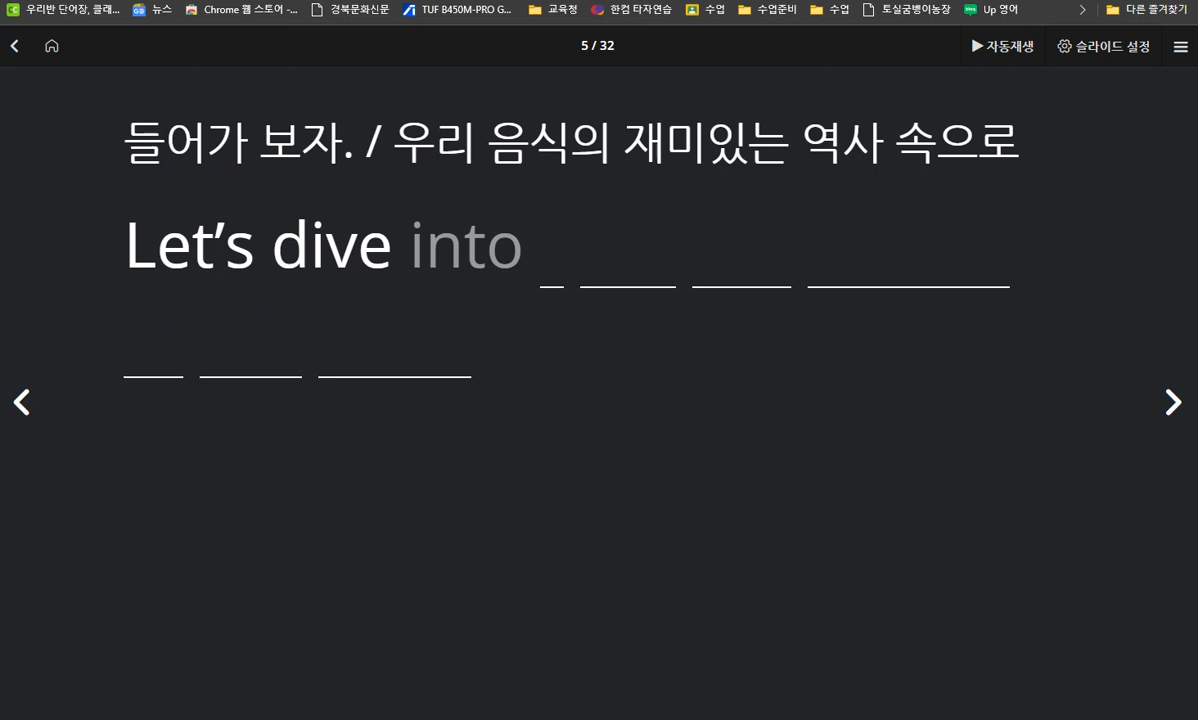 우리반 단어장, 클래... 뉴스 Chrome 웹 스토어 -... 경북문화신문 TUF B450M-PRO G... 교육청 한컴 타자연습 수업 수업준비 수업 토실굼벵이농장 Up 영어 다른 즐겨찾기
5 / 32 자동재생 슬라이드 설정
들어가 보자. / 우리 음식의 재미있는 역사 속으로
Let’s dive into